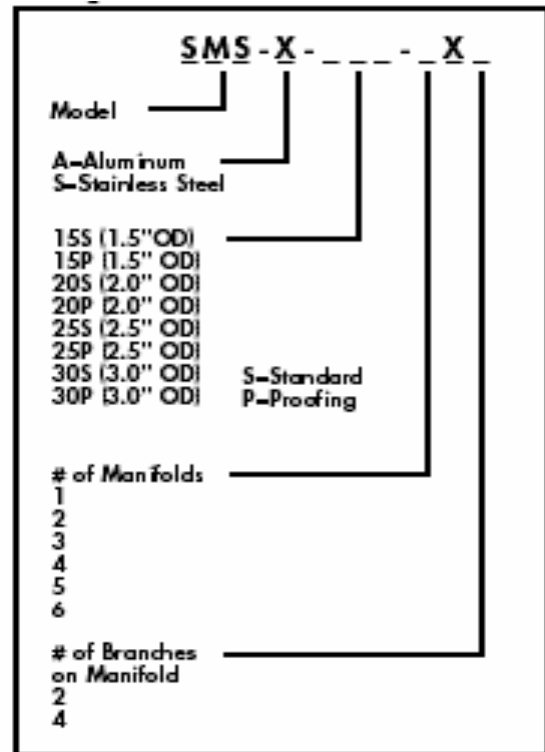 SMS-X-_ _ _-_X_
Model
A-Aluminum
S-Stainless Steel
15S (1.5"OD)
15P (1.5" OD)
20S (2.0" OD)
20P (2.0" OD)
25S (2.5" OD)
25P (2.5" OD)
30S (3.0" OD) S-Standard
30P (3.0" OD) P-Proofing
# of Manifolds
1
2
3
4
5
6
# of Branches
on Manifold
2
4